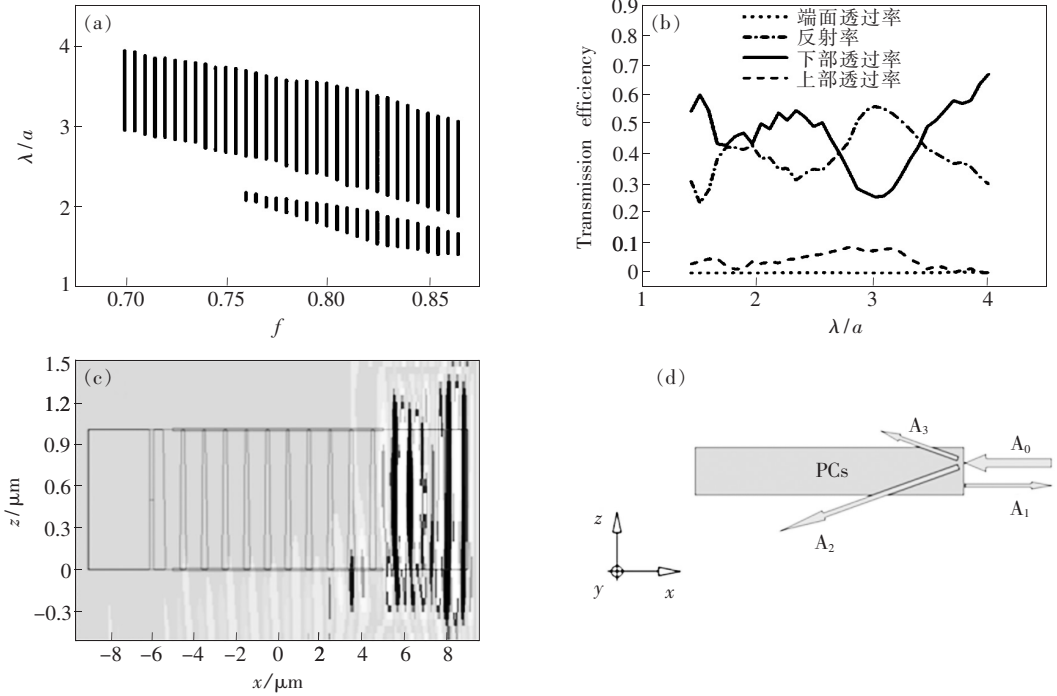 (a)
4
3
2
1
λ/a
0.70
0.75
0.80
0.85
f
(b)
0.9
0.8
0.7
0.6
0.5
0.4
0.3
0.2
0.1
0.1
0
Transmission efficiency
端面透过率
反射率
下部透过率
上部透过率
1
2
3
4
λ/a
(c)
1.5
1.2
0.9
0.6
0.3
0
−0.3
z/μm
−8
−6
−4
−2
0
2
4
6
8
x/μm
(d)
A3
A0
PCs
A1
A2
z
y
x